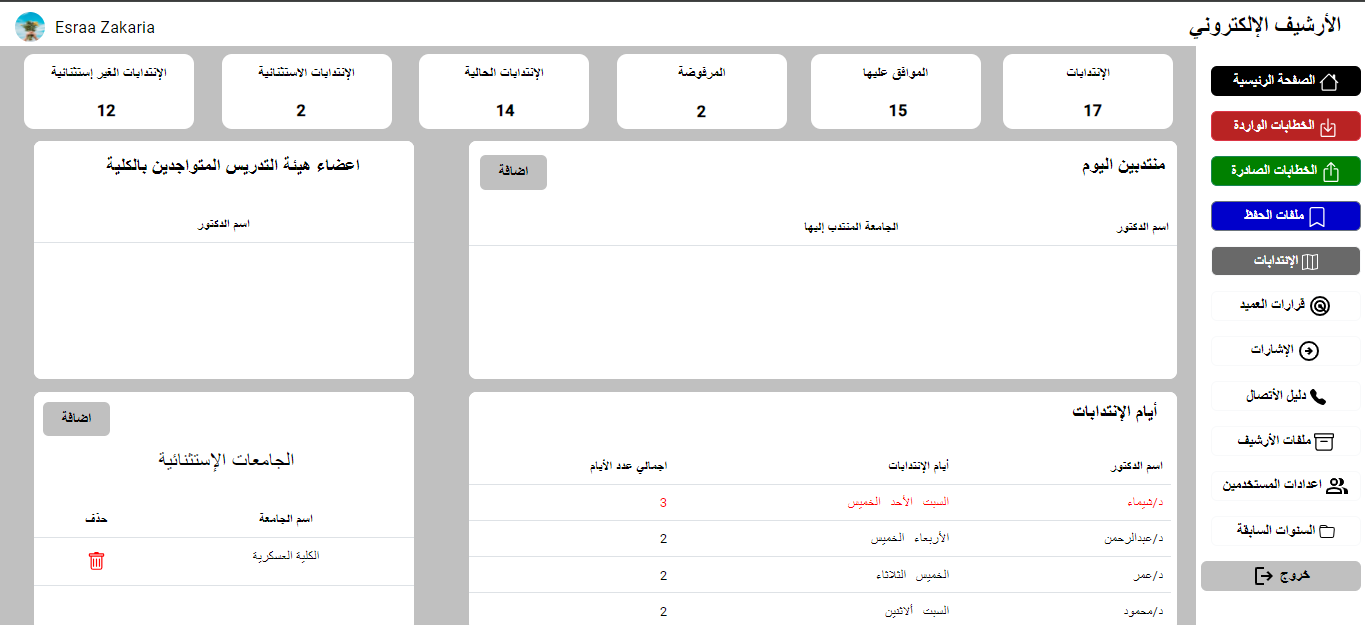 الأرشيف الإلكتروني
Esraa Zakaria
الصفحة الرئيسية
الخطابات الواردة
الخطابات الصادرة
ملفات الحفظ
الإنتدابات
قرارات العميد
الإشارات
دليل الأتصال
ملفات الأرشيف
اعدادات المستخدمين
السنوات السابقة
خروج
الإنتدابات
17
الموافق عليها
15
المرفوضة
2
الإنتدابات الحالية
14
الإنتدابات الاستثنائية
2
الإنتدابات الغير إستثنائية
12
منتدبين اليوم
اضافة
اسم الدكتور الجامعة المنتدب إليها
اعضاء هيئة التدريس المتواجدين بالكلية
اسم الدكتور
أيام الإنتدابات
اسم الدكتور أيام الإنتدابات اجمالي عدد الأيام
د/شيماء السبت الأحد الخميس 3
د/عبدالرحمن الأربعاء الخميس 2
د/عمر الخميس الثلاثاء 2
د/محمود السبت ألاثنين 2
اضافة
الجامعات الإستثنائية
اسم الجامعة حذف
الكلية العسكرية